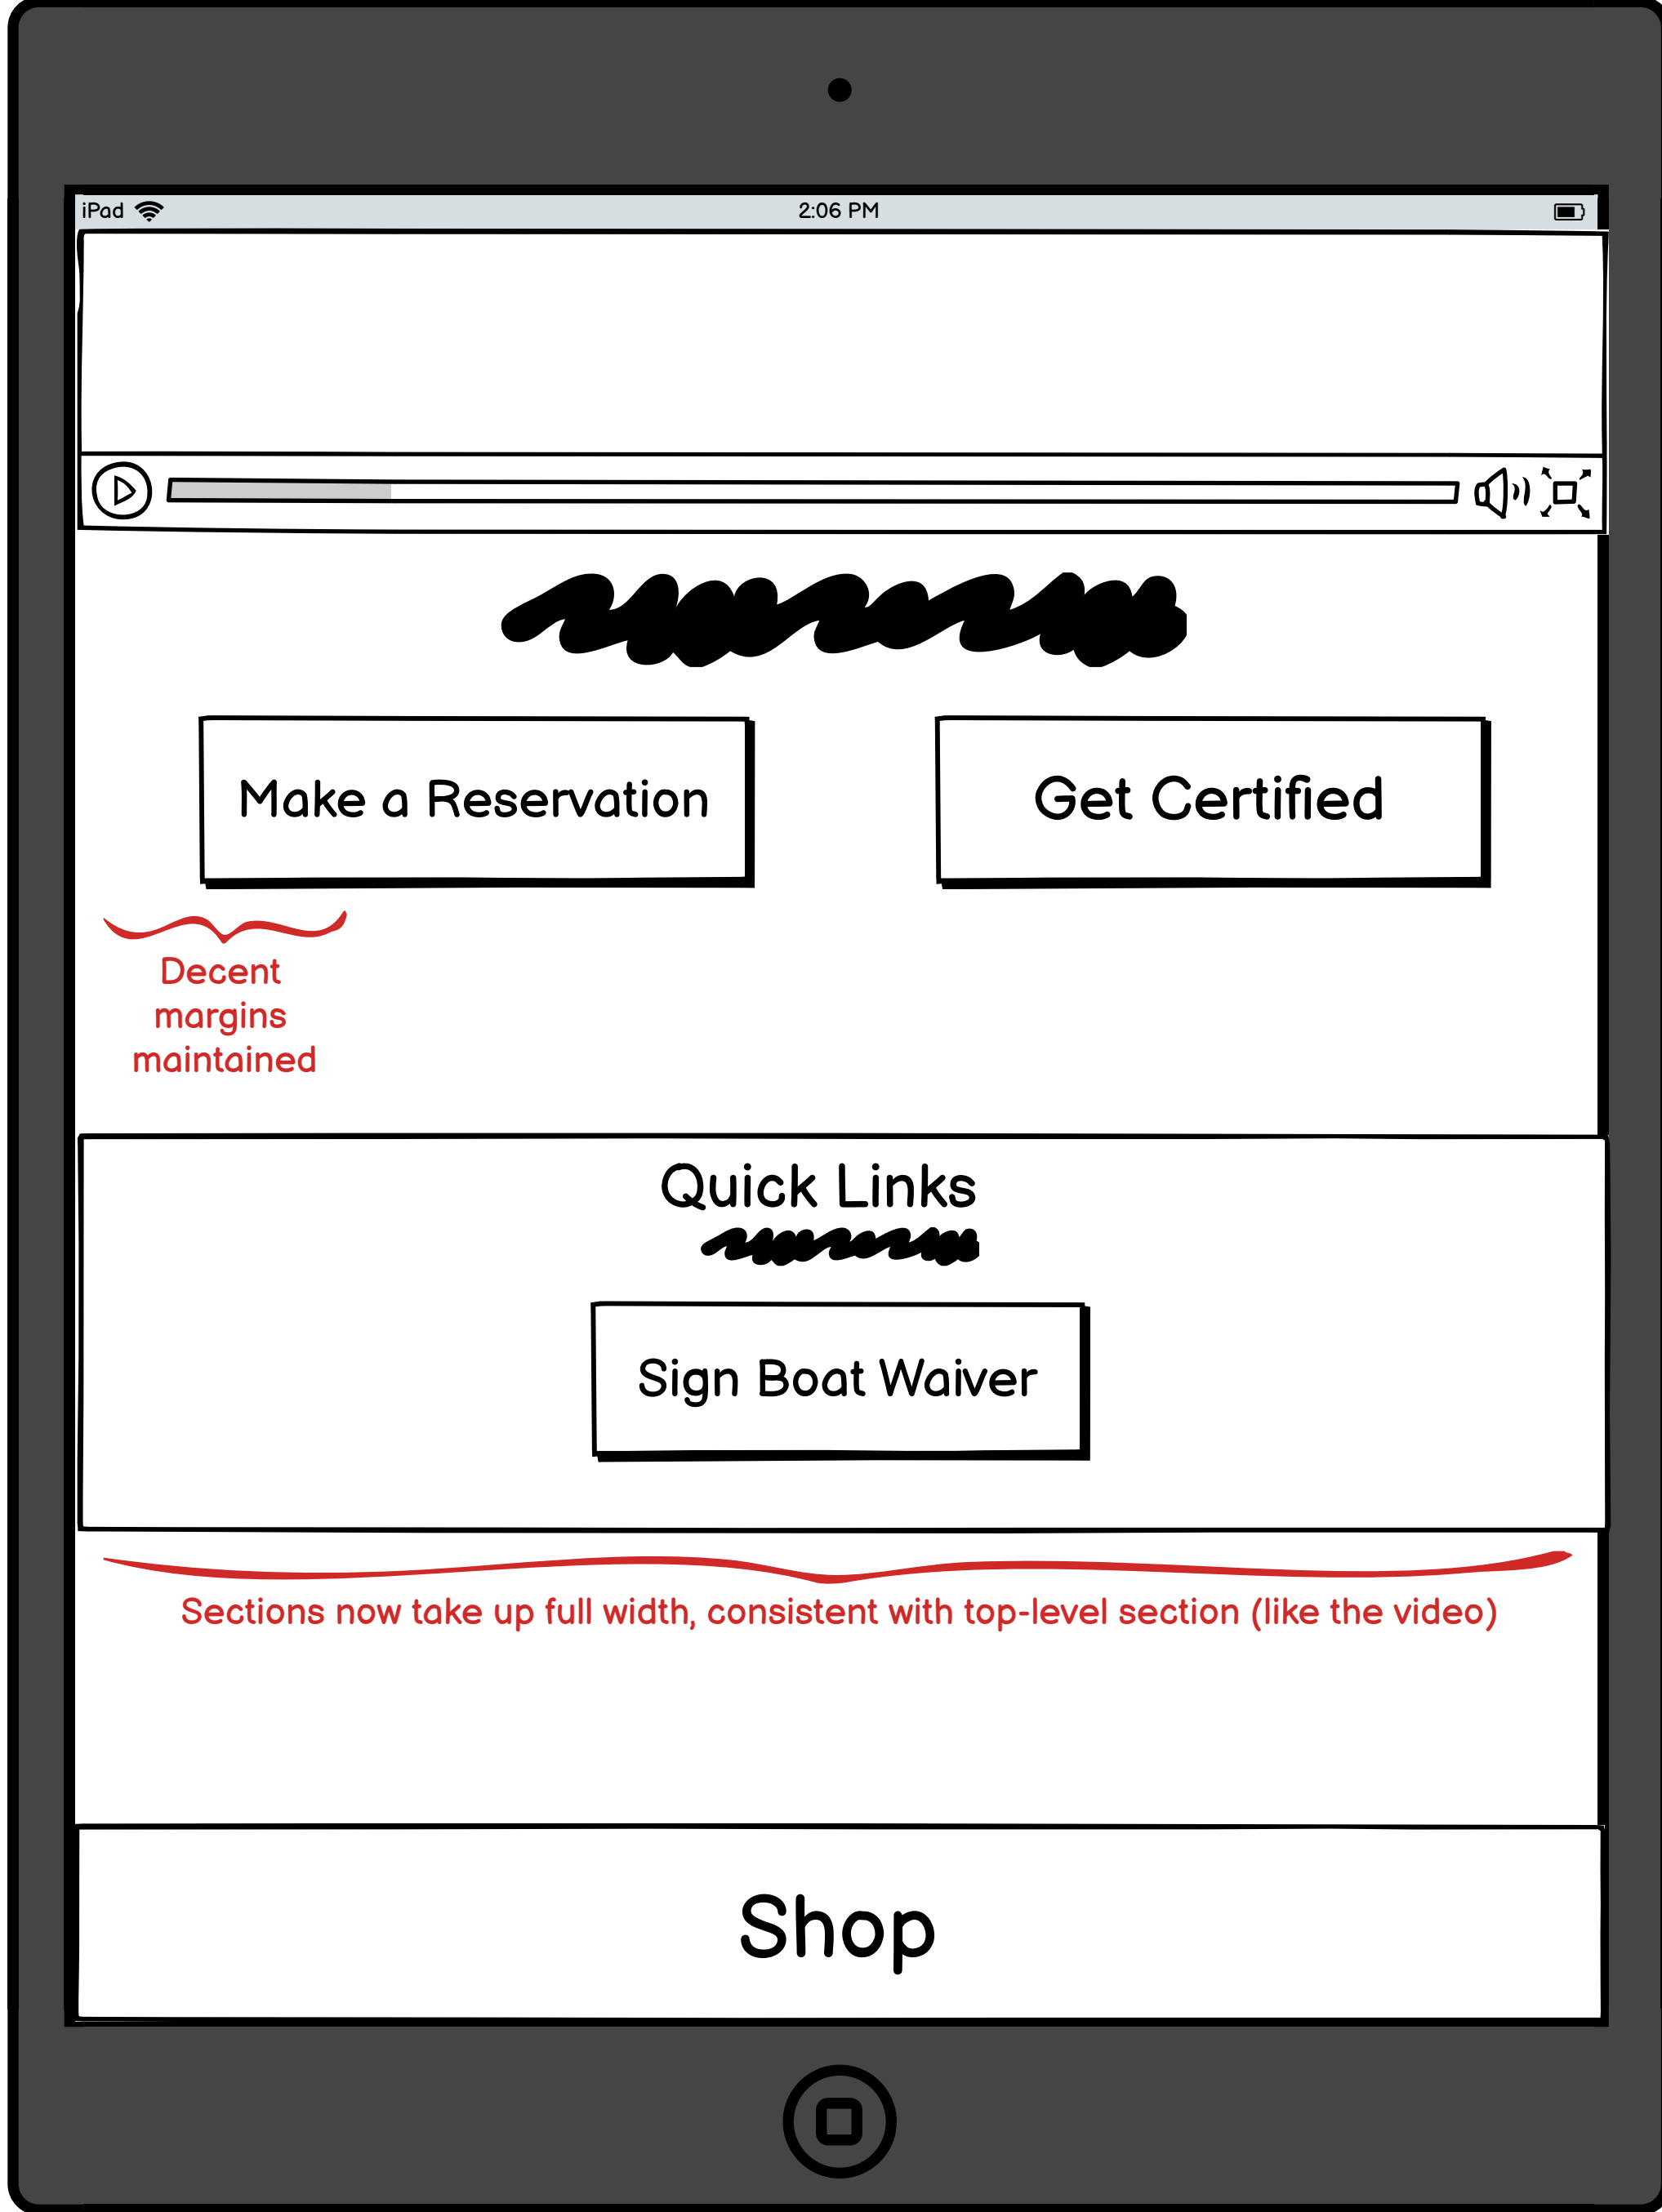 iPad
2:06 PM
Make a Reservation
Get Certified
Decent
margins
maintained
Quick Links
Sign Boat Waiver
Sections now take up full width, consistent with top-level section (like the video)
Shop